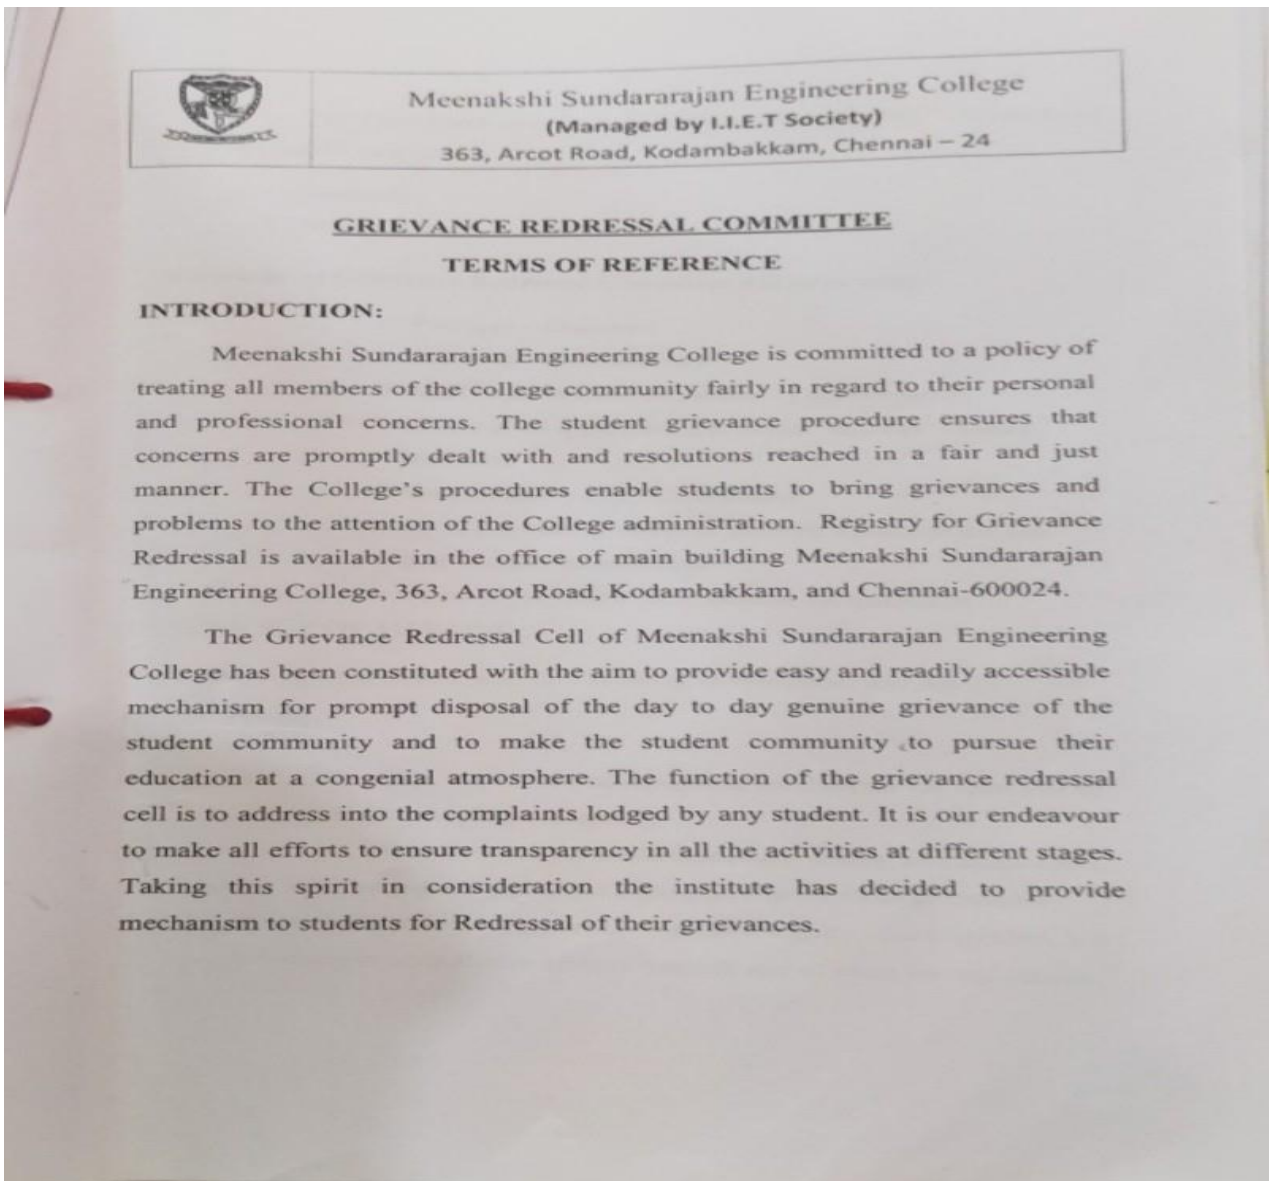 Meenakshi Sundararajan Engineering College
(Managed by I.I.E.T Society)
363, Arcot Road, Kodambakkam, Chennai – 24
GRIEVANCE REDRESSAL COMMITTEE
TERMS OF REFERENCE
INTRODUCTION:
Meenakshi Sundararajan Engineering College is committed to a policy of
treating all members of the college community fairly in regard to their personal
and professional concerns. The student grievance procedure ensures that
concerns are promptly dealt with and resolutions reached in a fair and just
manner. The College's procedures enable students to bring grievances and
problems to the attention of the College administration. Registry for Grievance
Redressal is available in the office of main building Meenakshi Sundararajan
Engineering College, 363, Arcot Road, Kodambakkam, and Chennai-600024.
The Grievance Redressal Cell of Meenakshi Sundararajan Engineering
College has been constituted with the aim to provide easy and readily accessible
mechanism for prompt disposal of the day to day genuine grievance of the
student community and to make the student community to pursue their
education at a congenial atmosphere. The function of the grievance redressal
cell is to address into the complaints lodged by any student. It is our endeavour
to make all efforts to ensure transparency in all the activities at different stages.
Taking this spirit in consideration the institute has decided to provide
mechanism to students for Redressal of their grievances.